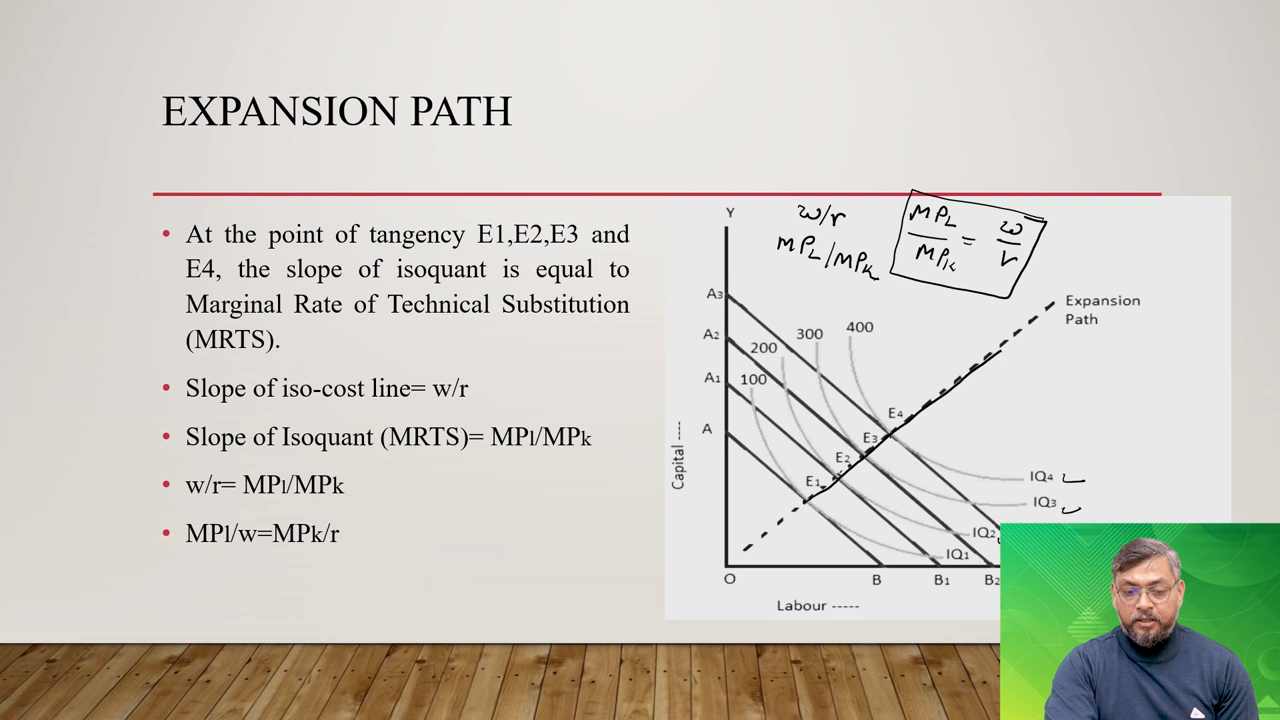 EXPANSION PATH
• At the point of tangency E1,E2,E3 and
E4, the slope of isoquant is equal to
Marginal Rate of Technical Substitution
(MRTS).
• Slope of iso-cost line= w/r
• Slope of Isoquant (MRTS)= MPl/MPk
• w/r= MPl/MPk
• MPl/w=MPk/r
Y
w/r
MPL/MPK
MPL/MPK = w/r
A3
A2
A1
A
Capital ----
100
200
300
400
Expansion
Path
E4
E3
E2
E1
IQ4
IQ3
IQ2
IQ1
O
B
B1
B2
Labour -----